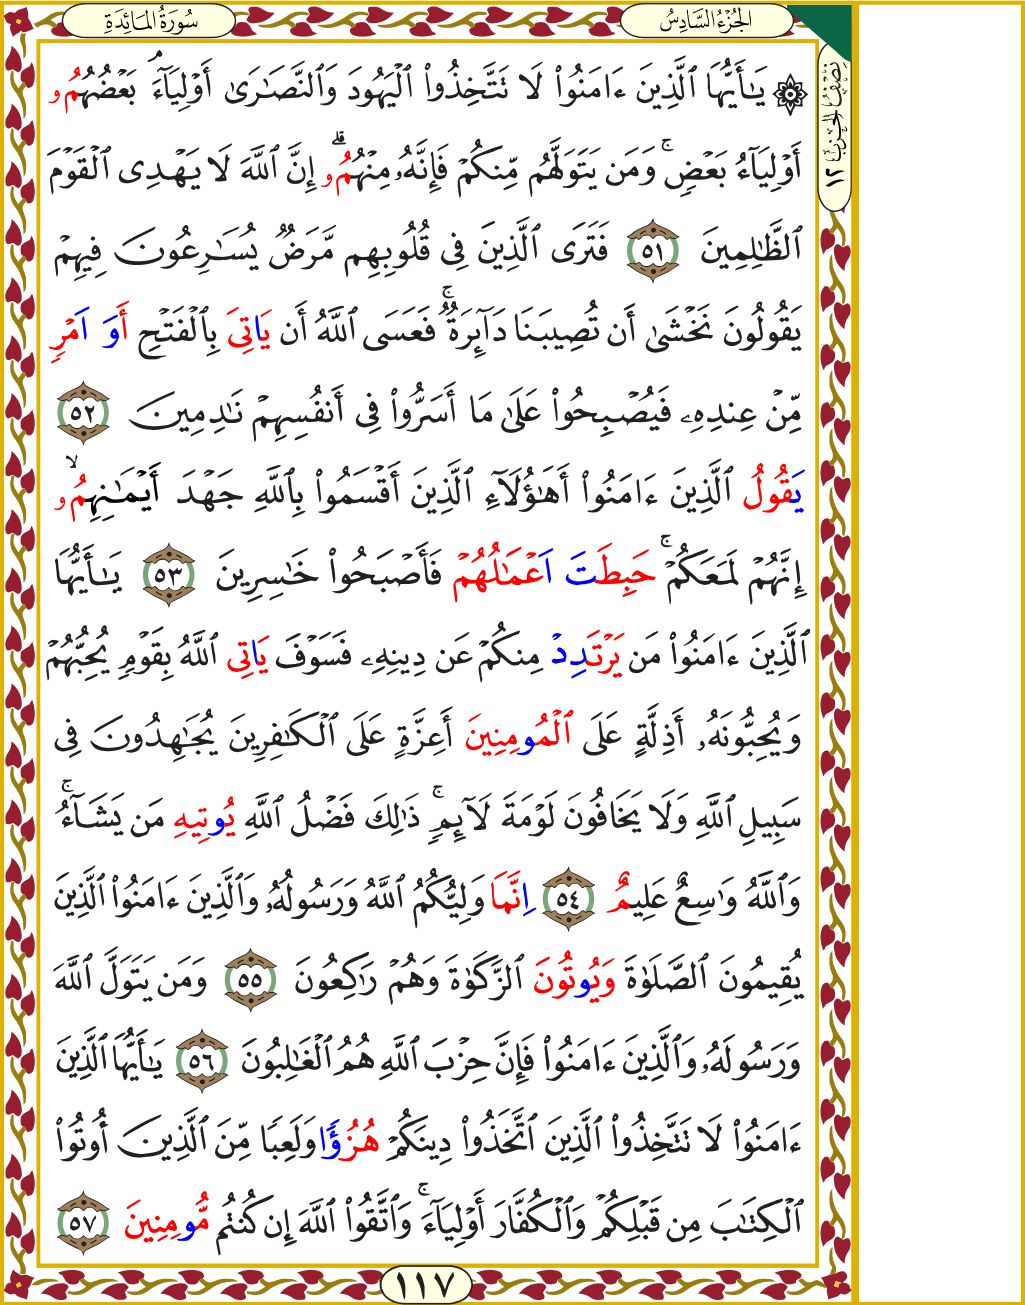 الجُزْءُ السَّادِسُ
سُورَةُ المَائِدَةِ
نِصْفُ الحِزْبِ ١٢
۞ يَـٰٓأَيُّهَا ٱلَّذِينَ ءَامَنُوا۟ لَا تَتَّخِذُوا۟ ٱلْيَهُودَ وَٱلنَّصَـٰرَىٰٓ أَوْلِيَآءَۘ بَعْضُهُمُۥ
أَوْلِيَآءُ بَعْضٍۚ وَمَن يَتَوَلَّهُم مِّنكُمْ فَإِنَّهُۥ مِنْهُمُۥٓۗ إِنَّ ٱللَّهَ لَا يَهْدِى ٱلْقَوْمَ
ٱلظَّـٰلِمِينَ ٥١ فَتَرَى ٱلَّذِينَ فِى قُلُوبِهِم مَّرَضٌ يُسَـٰرِعُونَ فِيهِمْ
يَقُولُونَ نَخْشَىٰٓ أَن تُصِيبَنَا دَآئِرَةٌۚ فَعَسَى ٱللَّهُ أَن يَاتِىَ بِٱلْفَتْحِ أَوَ اَمْرٍ
مِّنْ عِندِهِۦ فَيُصْبِحُوا۟ عَلَىٰ مَآ أَسَرُّوا۟ فِىٓ أَنفُسِهِمْ نَـٰدِمِينَ ٥٢
يَقُولُ ٱلَّذِينَ ءَامَنُوٓا۟ أَهَـٰٓؤُلَآءِ ٱلَّذِينَ أَقْسَمُوا۟ بِٱللَّهِ جَهْدَ أَيْمَـٰنِهِمُۥۙ
إِنَّهُمْ لَمَعَكُمْۚ حَبِطَتَ اَعْمَـٰلُهُمْ فَأَصْبَحُوا۟ خَـٰسِرِينَ ٥٣ يَـٰٓأَيُّهَا
ٱلَّذِينَ ءَامَنُوا۟ مَن يَرْتَدِدْ مِنكُمْ عَن دِينِهِۦ فَسَوْفَ يَاتِى ٱللَّهُ بِقَوْمٍ يُحِبُّهُمْ
وَيُحِبُّونَهُۥٓ أَذِلَّةٍ عَلَى ٱلْمُومِنِينَ أَعِزَّةٍ عَلَى ٱلْكَـٰفِرِينَ يُجَـٰهِدُونَ فِى
سَبِيلِ ٱللَّهِ وَلَا يَخَافُونَ لَوْمَةَ لَآئِمٍۚ ذَٰلِكَ فَضْلُ ٱللَّهِ يُوتِيهِ مَن يَشَآءُۚ
وَٱللَّهُ وَٰسِعٌ عَلِيمٌ ٥٤ اِنَّمَا وَلِيُّكُمُ ٱللَّهُ وَرَسُولُهُۥ وَٱلَّذِينَ ءَامَنُوا۟ ٱلَّذِينَ
يُقِيمُونَ ٱلصَّلَوٰةَ وَيُوتُونَ ٱلزَّكَوٰةَ وَهُمْ رَٰكِعُونَ ٥٥ وَمَن يَتَوَلَّ ٱللَّهَ
وَرَسُولَهُۥ وَٱلَّذِينَ ءَامَنُوا۟ فَإِنَّ حِزْبَ ٱللَّهِ هُمُ ٱلْغَـٰلِبُونَ ٥٦ يَـٰٓأَيُّهَا ٱلَّذِينَ
ءَامَنُوا۟ لَا تَتَّخِذُوا۟ ٱلَّذِينَ ٱتَّخَذُوا۟ دِينَكُمْ هُزُؤًا وَلَعِبًا مِّنَ ٱلَّذِينَ أُوتُوا۟
ٱلْكِتَـٰبَ مِن قَبْلِكُمْ وَٱلْكُفَّارَ أَوْلِيَآءَۚ وَٱتَّقُوا۟ ٱللَّهَ إِن كُنتُم مُّومِنِينَ ٥٧
١١٧